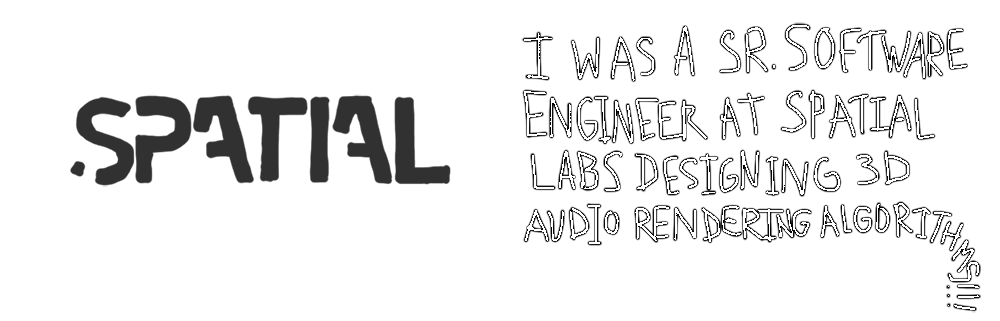 .SPATIAL
I WAS A SR. SOFTWARE
ENGINEER AT SPATIAL
LABS DESIGNING 3D
AUDIO RENDERING ALGORITHMS!!!